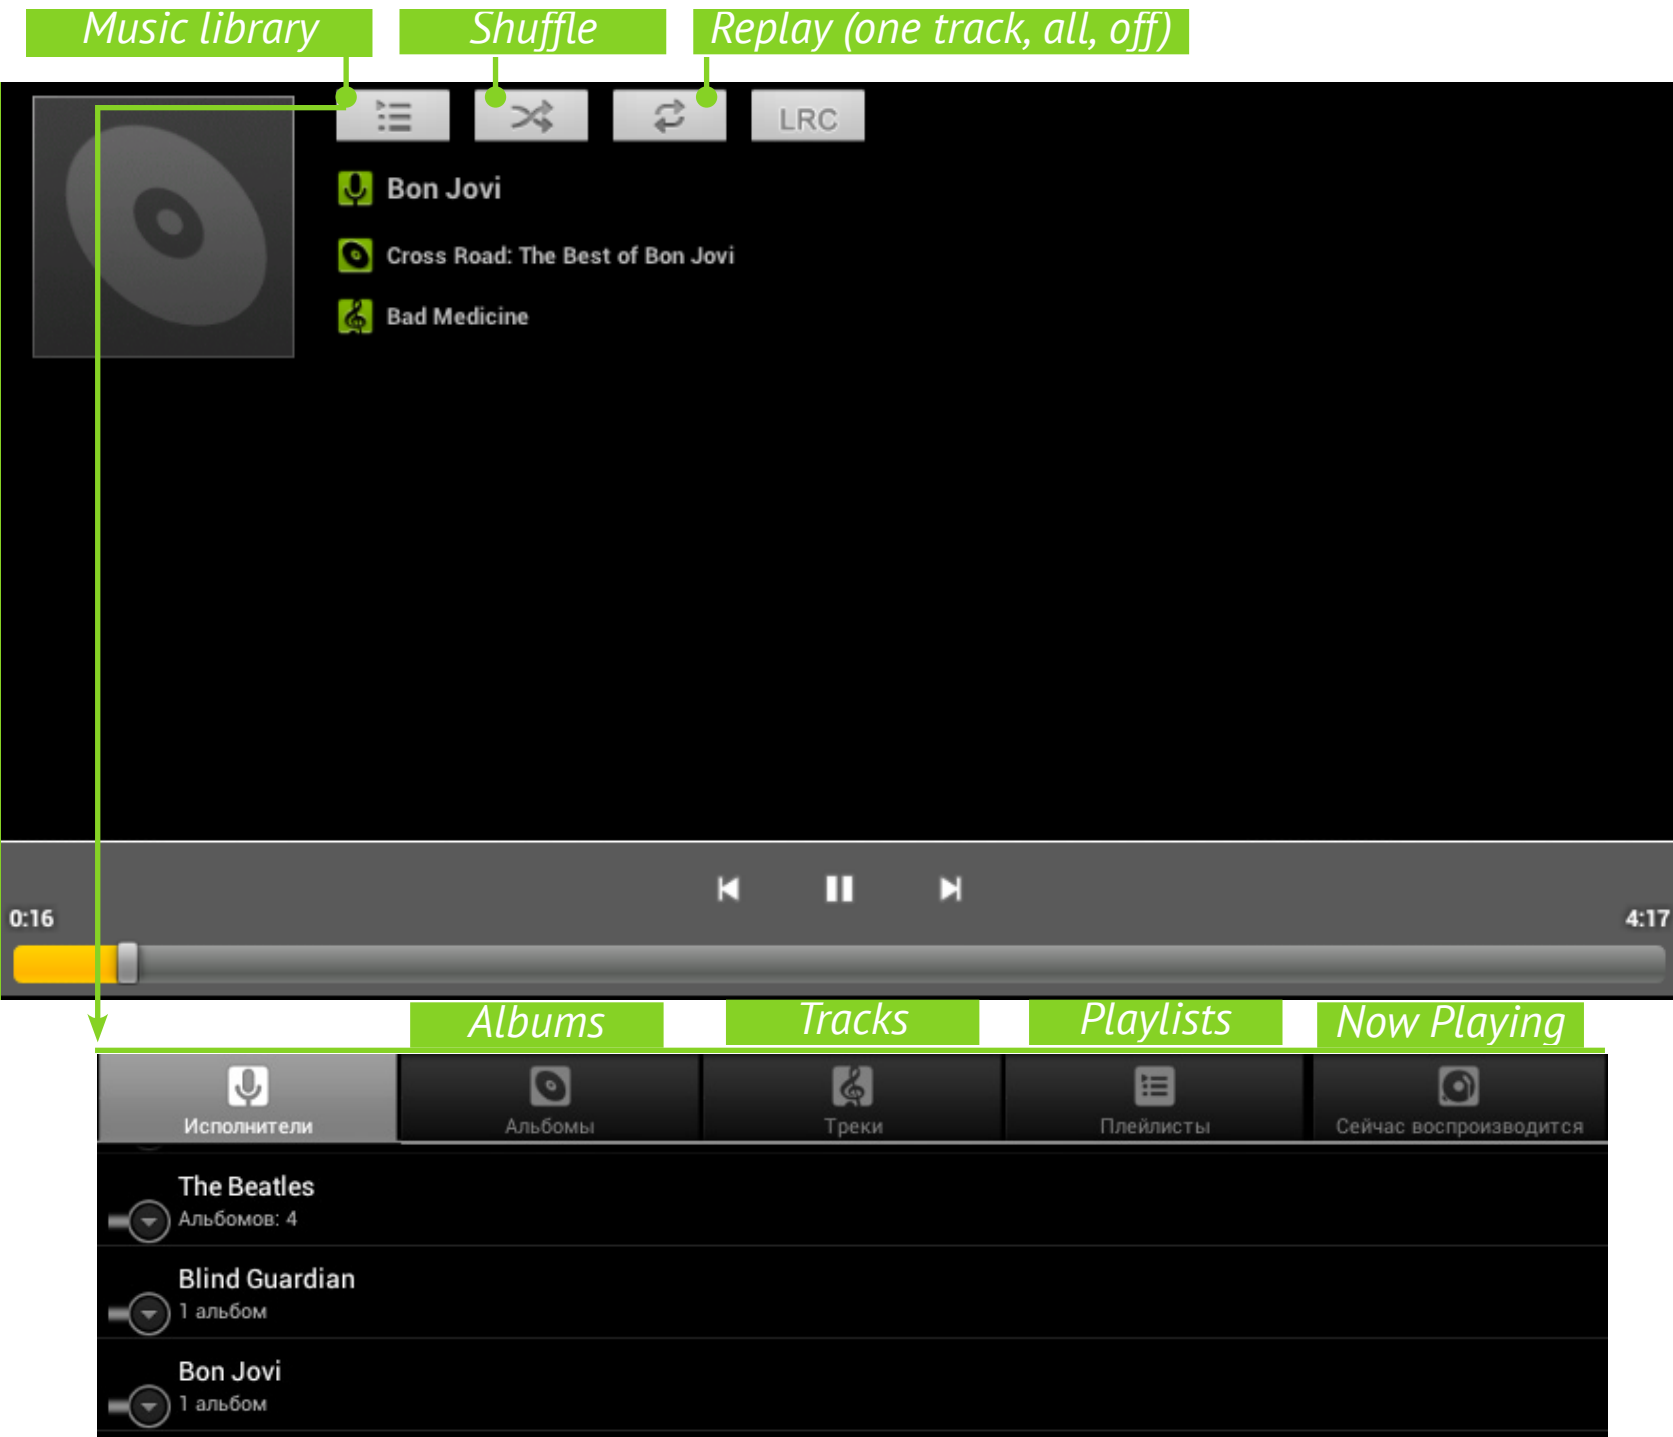 Music library
Shuffle
Replay (one track, all, off)
LRC
Bon Jovi
Cross Road: The Best of Bon Jovi
Bad Medicine
0:16
4:17
Albums
Tracks
Playlists
Now Playing
Исполнители
Альбомы
Треки
Плейлисты
Сейчас воспроизводится
The Beatles
Альбомов: 4
Blind Guardian
1 альбом
Bon Jovi
1 альбом